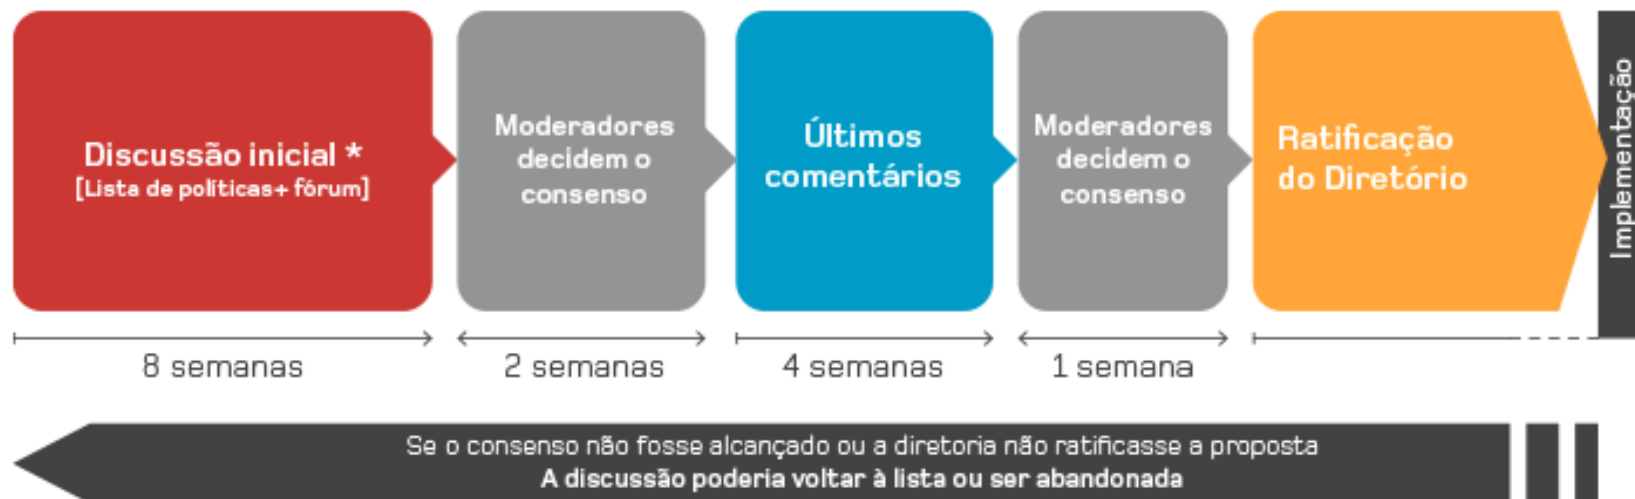 Discussão inicial *
[Lista de políticas+ fórum]
Moderadores
decidem o
consenso
Últimos
comentários
Moderadores
decidem o
consenso
Ratificação
do Diretório
Implementação
8 semanas
2 semanas
4 semanas
1 semana
Se o consenso não fosse alcançado ou a diretoria não ratificasse a proposta
A discussão poderia voltar à lista ou ser abandonada